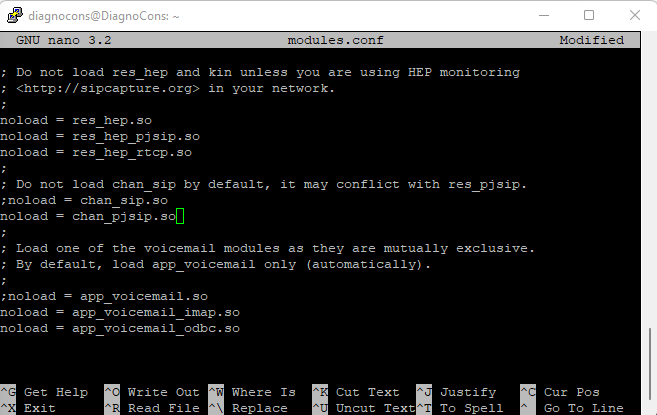 diagnocons@DiagnoCons: ~
GNU nano 3.2 modules.conf Modified
; Do not load res_hep and kin unless you are using HEP monitoring
; <http://sipcapture.org> in your network.
;
noload = res_hep.so
noload = res_hep_pjsip.so
noload = res_hep_rtcp.so
;
; Do not load chan_sip by default, it may conflict with res_pjsip.
;noload = chan_sip.so
noload = chan_pjsip.so
;
; Load one of the voicemail modules as they are mutually exclusive.
; By default, load app_voicemail only (automatically).
;
;noload = app_voicemail.so
noload = app_voicemail_imap.so
noload = app_voicemail_odbc.so
^G Get Help ^O Write Out ^W Where Is ^K Cut Text ^J Justify ^C Cur Pos
^X Exit ^R Read File ^\ Replace ^U Uncut Text ^T To Spell ^_ Go To Line